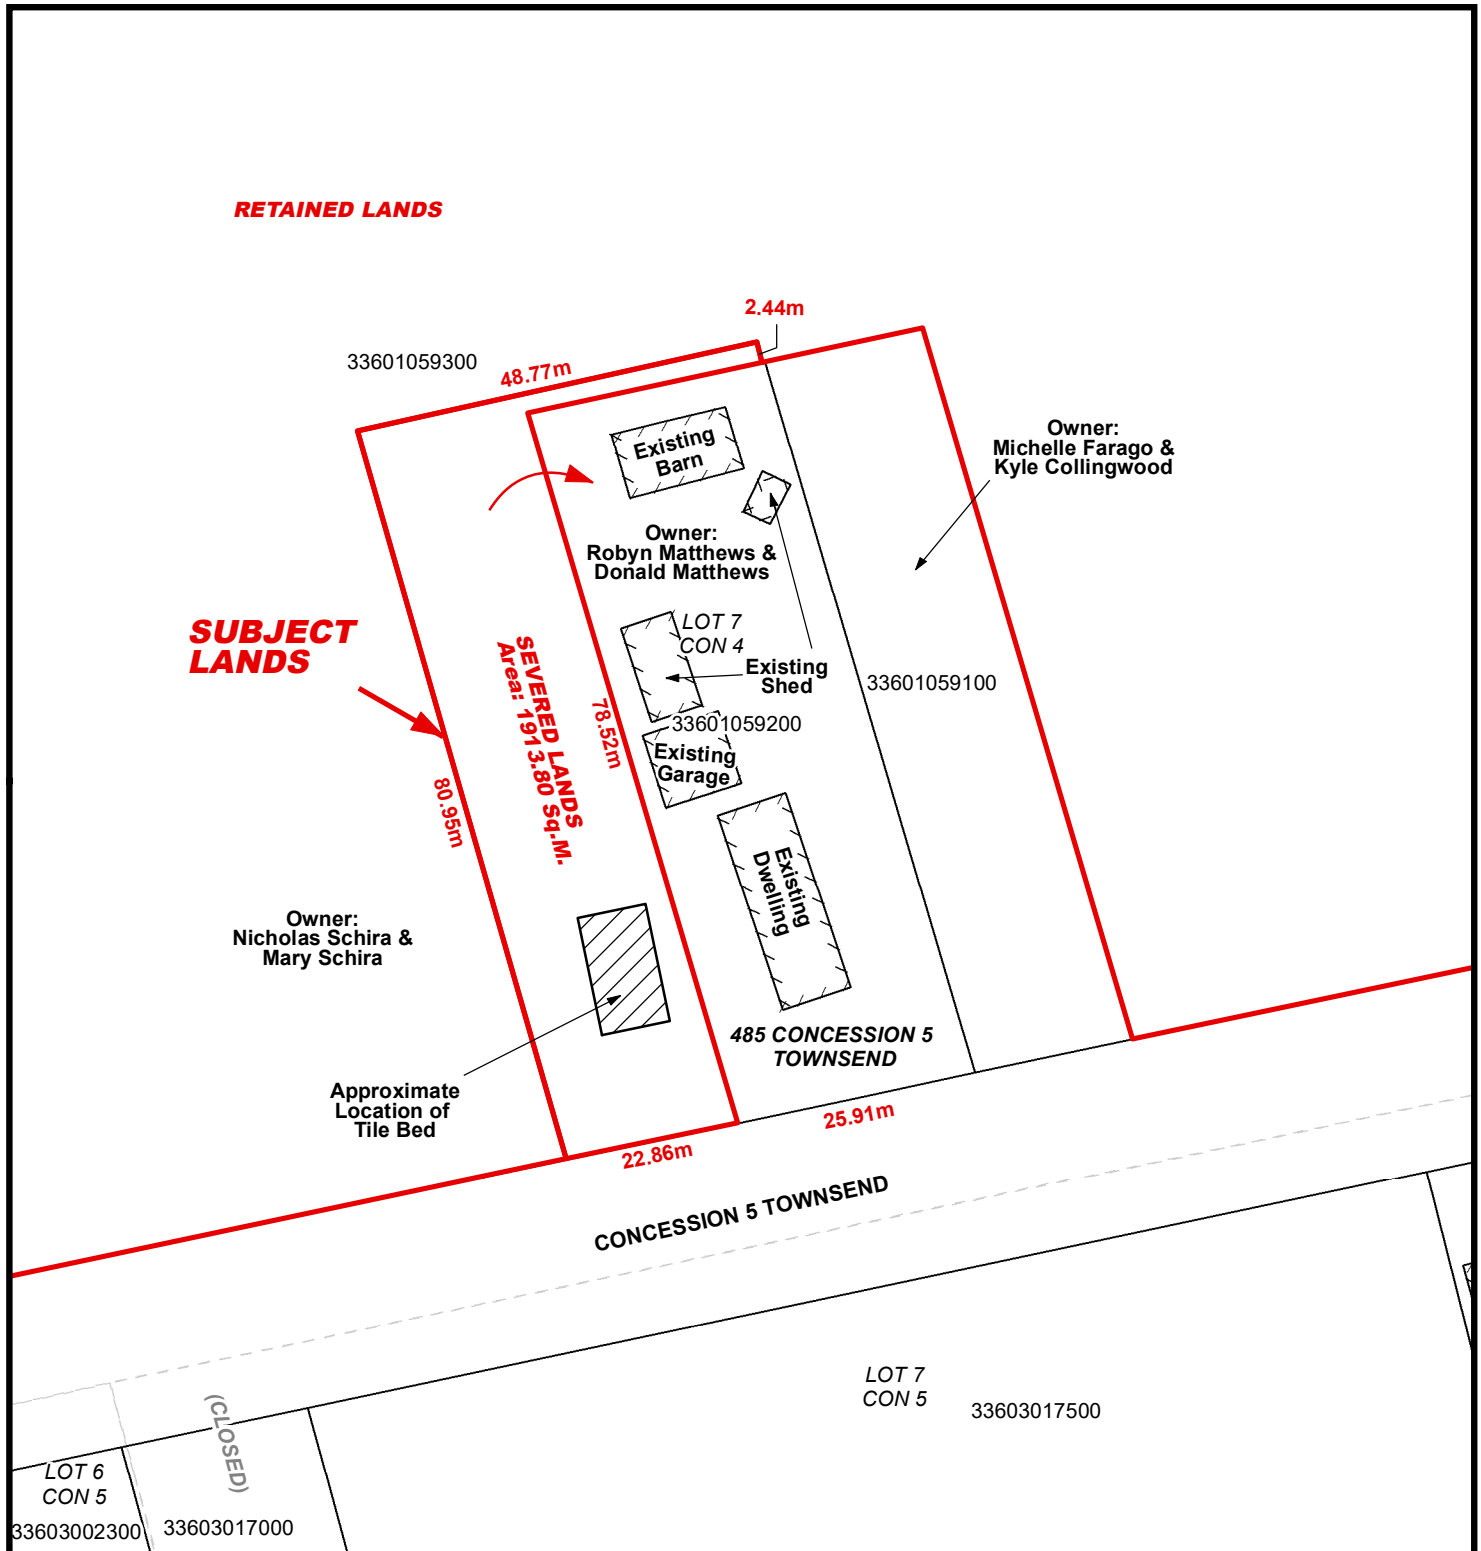 RETAINED LANDS
2.44m
33601059300
48.77m
Owner:
Michelle Farago &
Kyle Collingwood
Existing
Barn
Owner:
Robyn Matthews &
Donald Matthews
SUBJECT
LANDS
LOT 7
CON 4
Existing
Shed
33601059100
SEVERED LANDS
Area: 1913.80 Sq.M.
78.52m
33601059200
Existing
Garage
80.95m
Existing
Dwelling
Owner:
Nicholas Schira &
Mary Schira
485 CONCESSION 5
TOWNSEND
Approximate
Location of
Tile Bed
25.91m
22.86m
CONCESSION 5 TOWNSEND
LOT 7
CON 5
33603017500
(CLOSED)
LOT 6
CON 5
33603002300
33603017000